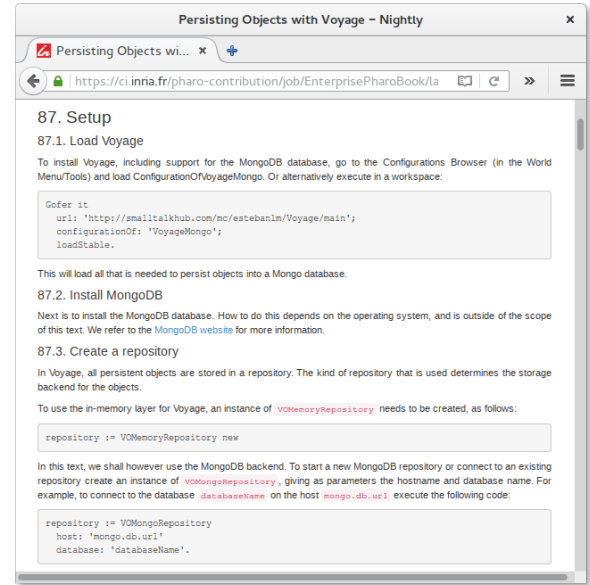 Persisting Objects with Voyage – Nightly
Persisting Objects wi...
https://ci.inria.fr/pharo-contribution/job/EnterprisePharoBook/la
87. Setup
87.1. Load Voyage
To install Voyage, including support for the MongoDB database, go to the Configurations Browser (in the World
Menu/Tools) and load ConfigurationOfVoyageMongo. Or alternatively execute in a workspace:
Gofer it
url: 'http://smalltalkhub.com/mc/estebanlm/Voyage/main';
configurationOf: 'VoyageMongo';
loadStable.
This will load all that is needed to persist objects into a Mongo database.
87.2. Install MongoDB
Next is to install the MongoDB database. How to do this depends on the operating system, and is outside of the scope
of this text. We refer to the MongoDB website for more information.
87.3. Create a repository
In Voyage, all persistent objects are stored in a repository. The kind of repository that is used determines the storage
backend for the objects.
To use the in-memory layer for Voyage, an instance of VOMemoryRepository needs to be created, as follows:
repository := VOMemoryRepository new
In this text, we shall however use the MongoDB backend. To start a new MongoDB repository or connect to an existing
repository create an instance of VOMongoRepository, giving as parameters the hostname and database name. For
example, to connect to the database databaseName on the host mongo.db.url execute the following code:
repository := VOMongoRepository
host: 'mongo.db.url'
database: 'databaseName'.